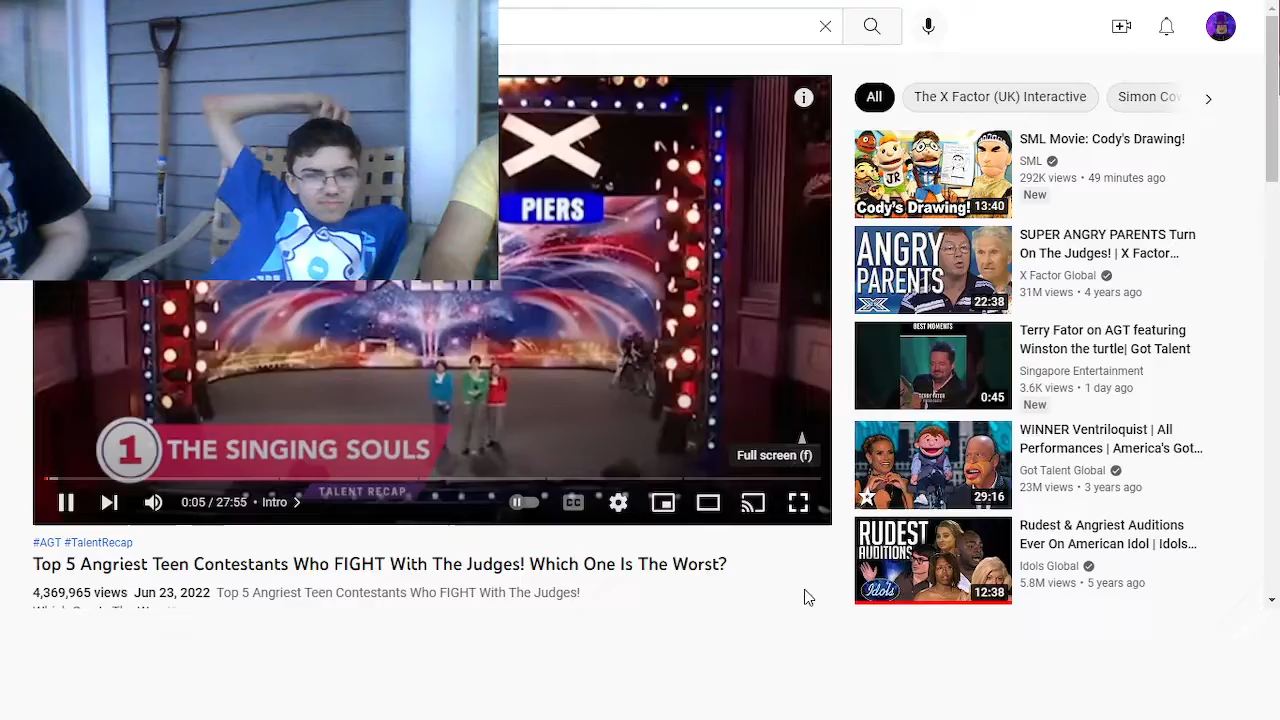 All
The X Factor (UK) Interactive
Simon Cov
PIERS
1 THE SINGING SOULS
TALENT RECAP
Full screen (f)
0:05 / 27:55 • Intro
CC
#AGT #TalentRecap
Top 5 Angriest Teen Contestants Who FIGHT With The Judges! Which One Is The Worst?
4,369,965 views Jun 23, 2022 Top 5 Angriest Teen Contestants Who FIGHT With The Judges!
JR
Cody's Drawing! 13:40
SML Movie: Cody's Drawing!
SML
292K views • 49 minutes ago
New
ANGRY
PARENTS
X
22:38
SUPER ANGRY PARENTS Turn
On The Judges! | X Factor...
X Factor Global
31M views • 4 years ago
BEST MOMENTS
0:45
Terry Fator on AGT featuring
Winston the turtle| Got Talent
Singapore Entertainment
3.6K views • 1 day ago
New
29:16
WINNER Ventriloquist | All
Performances | America's Got...
Got Talent Global
23M views • 3 years ago
RUDEST
AUDITIONS
Idols
12:38
Rudest & Angriest Auditions
Ever On American Idol | Idols...
Idols Global
5.8M views • 5 years ago